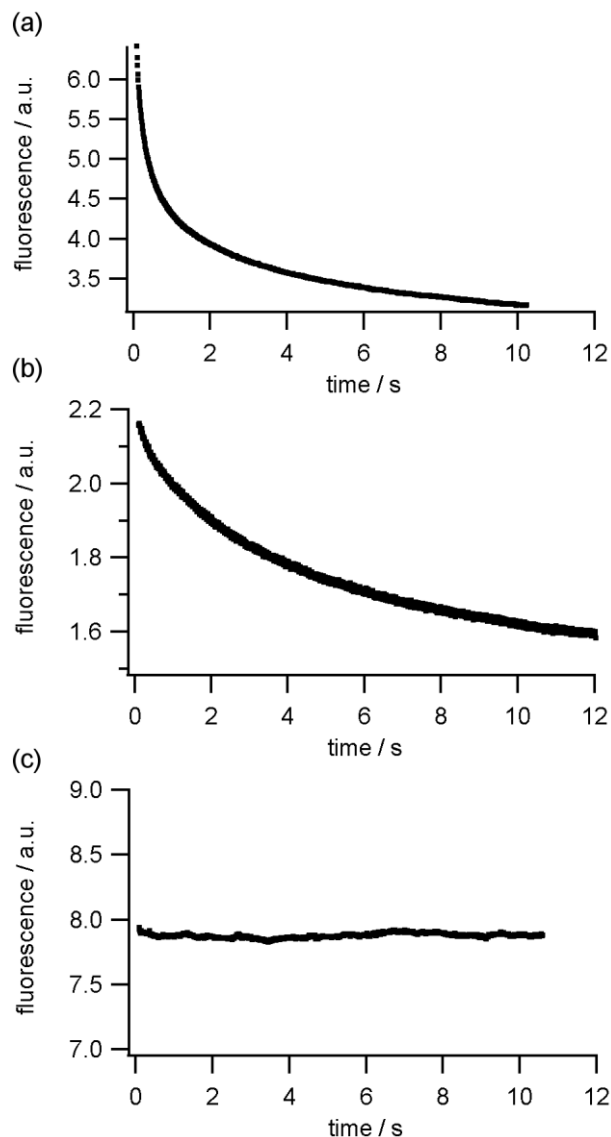 (a)
fluorescence / a.u.
6.0
5.5
5.0
4.5
4.0
3.5
0 2 4 6 8 10 12
time / s
(b)
fluorescence / a.u.
2.2
2.0
1.8
1.6
0 2 4 6 8 10 12
time / s
(c)
fluorescence / a.u.
9.0
8.5
8.0
7.5
7.0
0 2 4 6 8 10 12
time / s